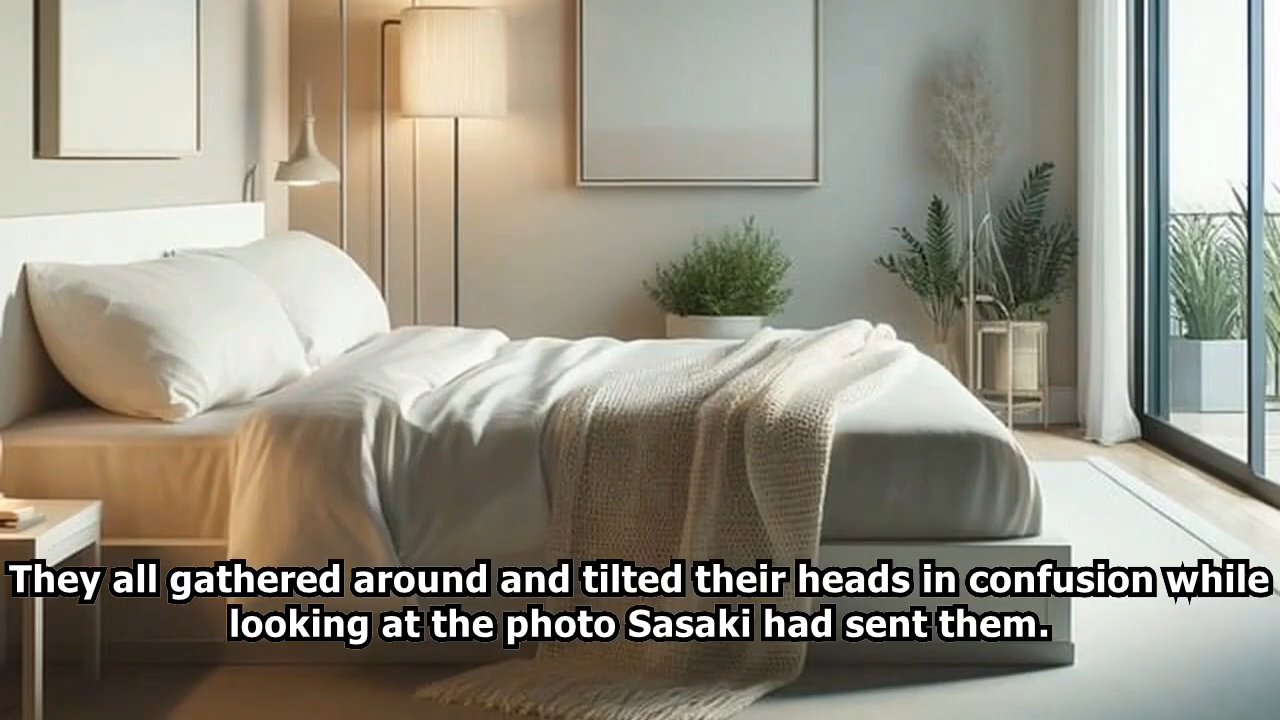 They all gathered around and tilted their heads in confusion while
looking at the photo Sasaki had sent them.